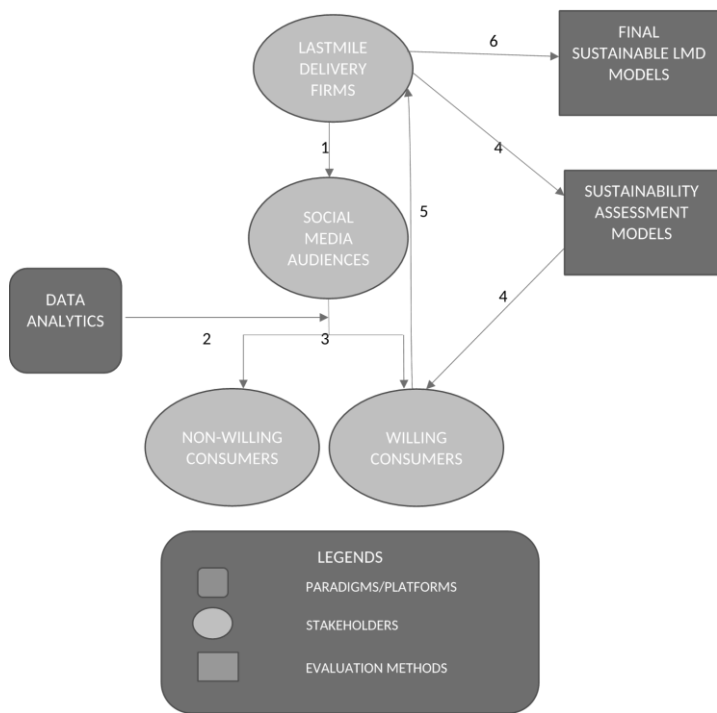 LASTMILE
DELIVERY
FIRMS
6
FINAL
SUSTAINABLE LMD
MODELS
1
4
SOCIAL
MEDIA
AUDIENCES
5
SUSTAINABILITY
ASSESSMENT
MODELS
DATA
ANALYTICS
2
3
4
NON-WILLING
CONSUMERS
WILLING
CONSUMERS
LEGENDS
PARADIGMS/PLATFORMS
STAKEHOLDERS
EVALUATION METHODS